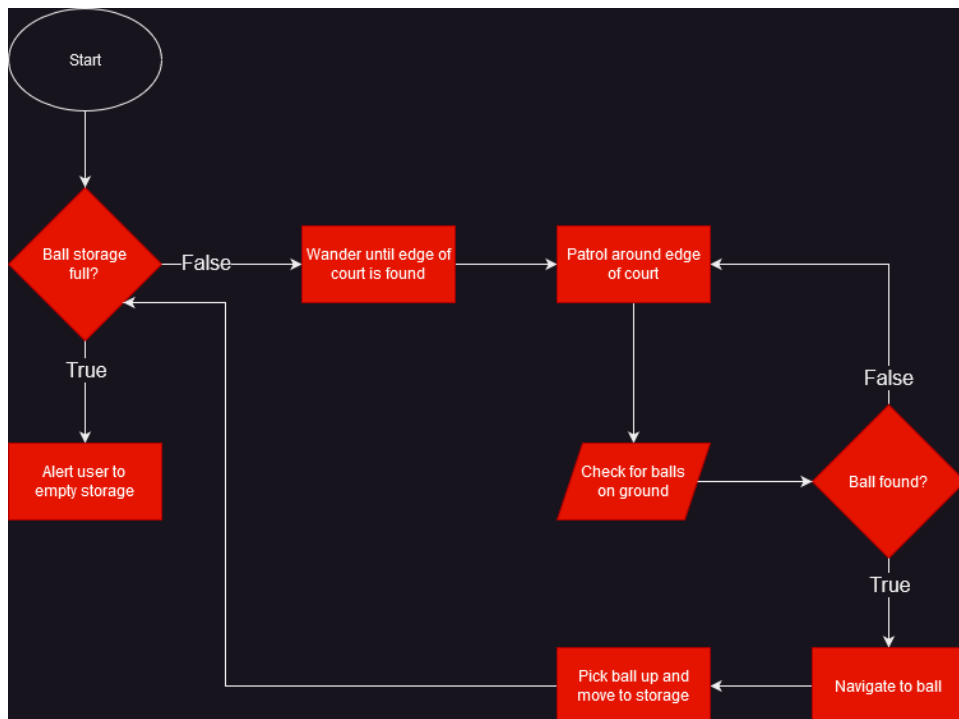 Start
Ball storage
full?
False
Wander until edge of
court is found
Patrol around edge
of court
True
False
Alert user to
empty storage
Check for balls
on ground
Ball found?
True
Pick ball up and
move to storage
Navigate to ball